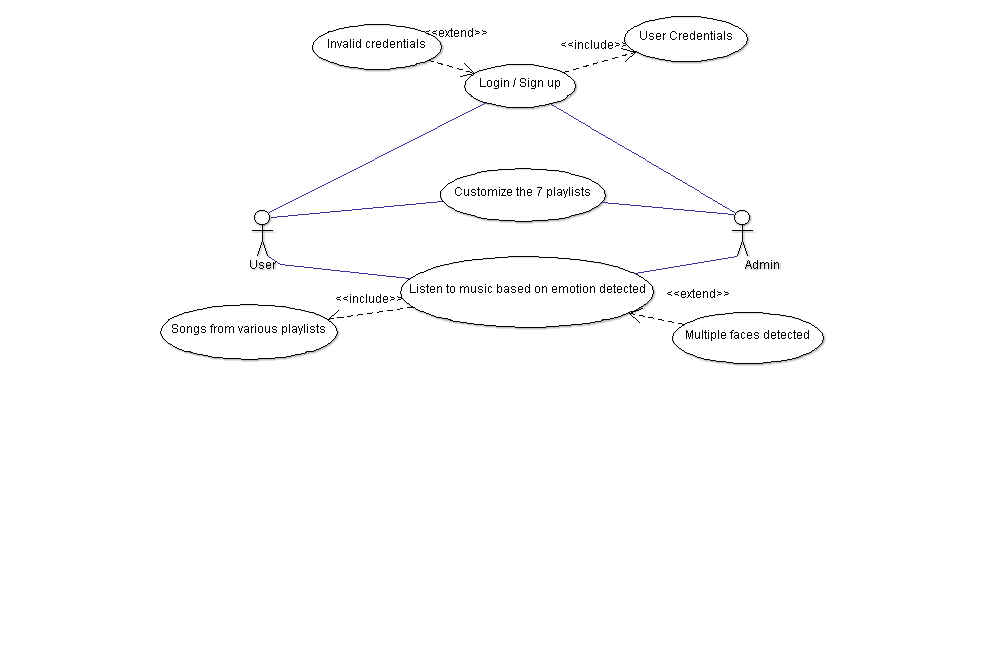 Invalid credentials
<<extend>>
<<include>>
User Credentials
Login / Sign up
Customize the 7 playlists
User
Admin
Listen to music based on emotion detected
<<include>>
<<extend>>
Songs from various playlists
Multiple faces detected